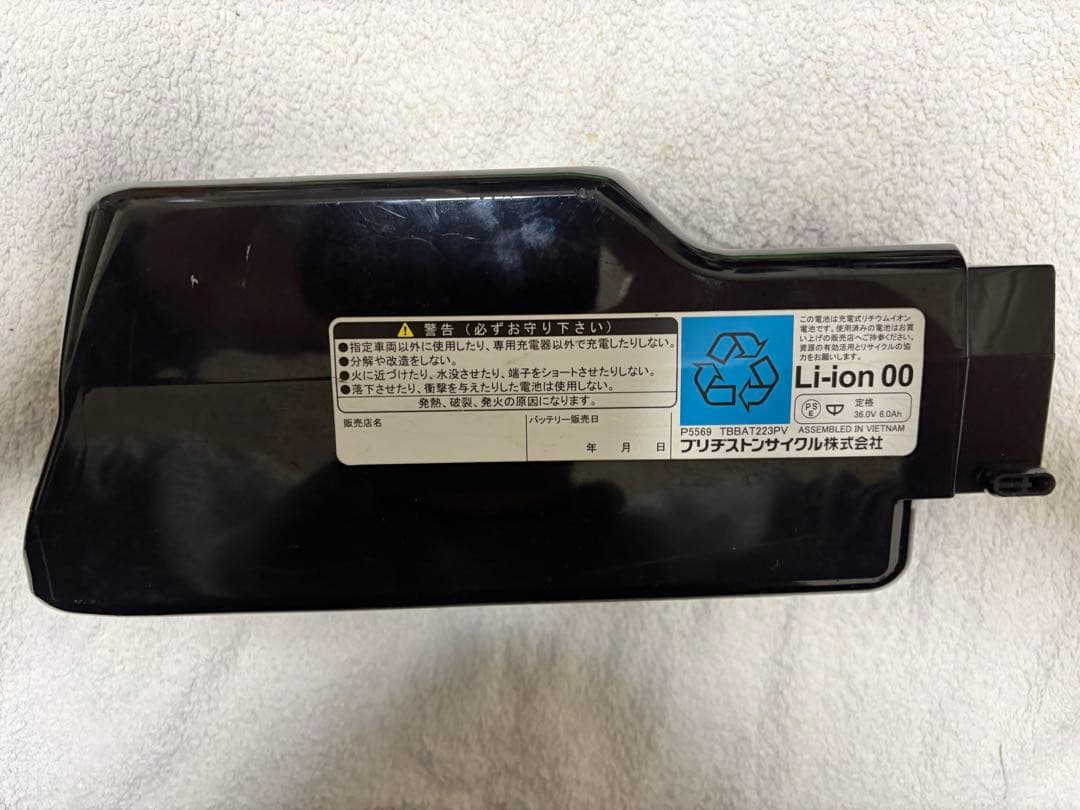 警告（必ずお守り下さい）
●指定車両以外に使用したり、専用充電器以外で充電したりしない。
●分解や改造をしない。
●火に近づけたり、水没させたり、端子をショートさせたりしない。
●落下させたり、衝撃を与えたりした電池は使用しない。
発熱、破裂、発火の原因になります。
販売店名
バッテリー販売日
年 月 日
この電池は充電式リチウムイオン
電池です。使用済みの電池はお買
い上げの販売店へご持参ください。
資源の有効活用とリサイクルの協
力をお願いします。
Li-ion 00
PS
E
定格
36.0V 6.0Ah
P5569 TBBAT223PV ASSEMBLED IN VIETNAM
ブリヂストンサイクル株式会社